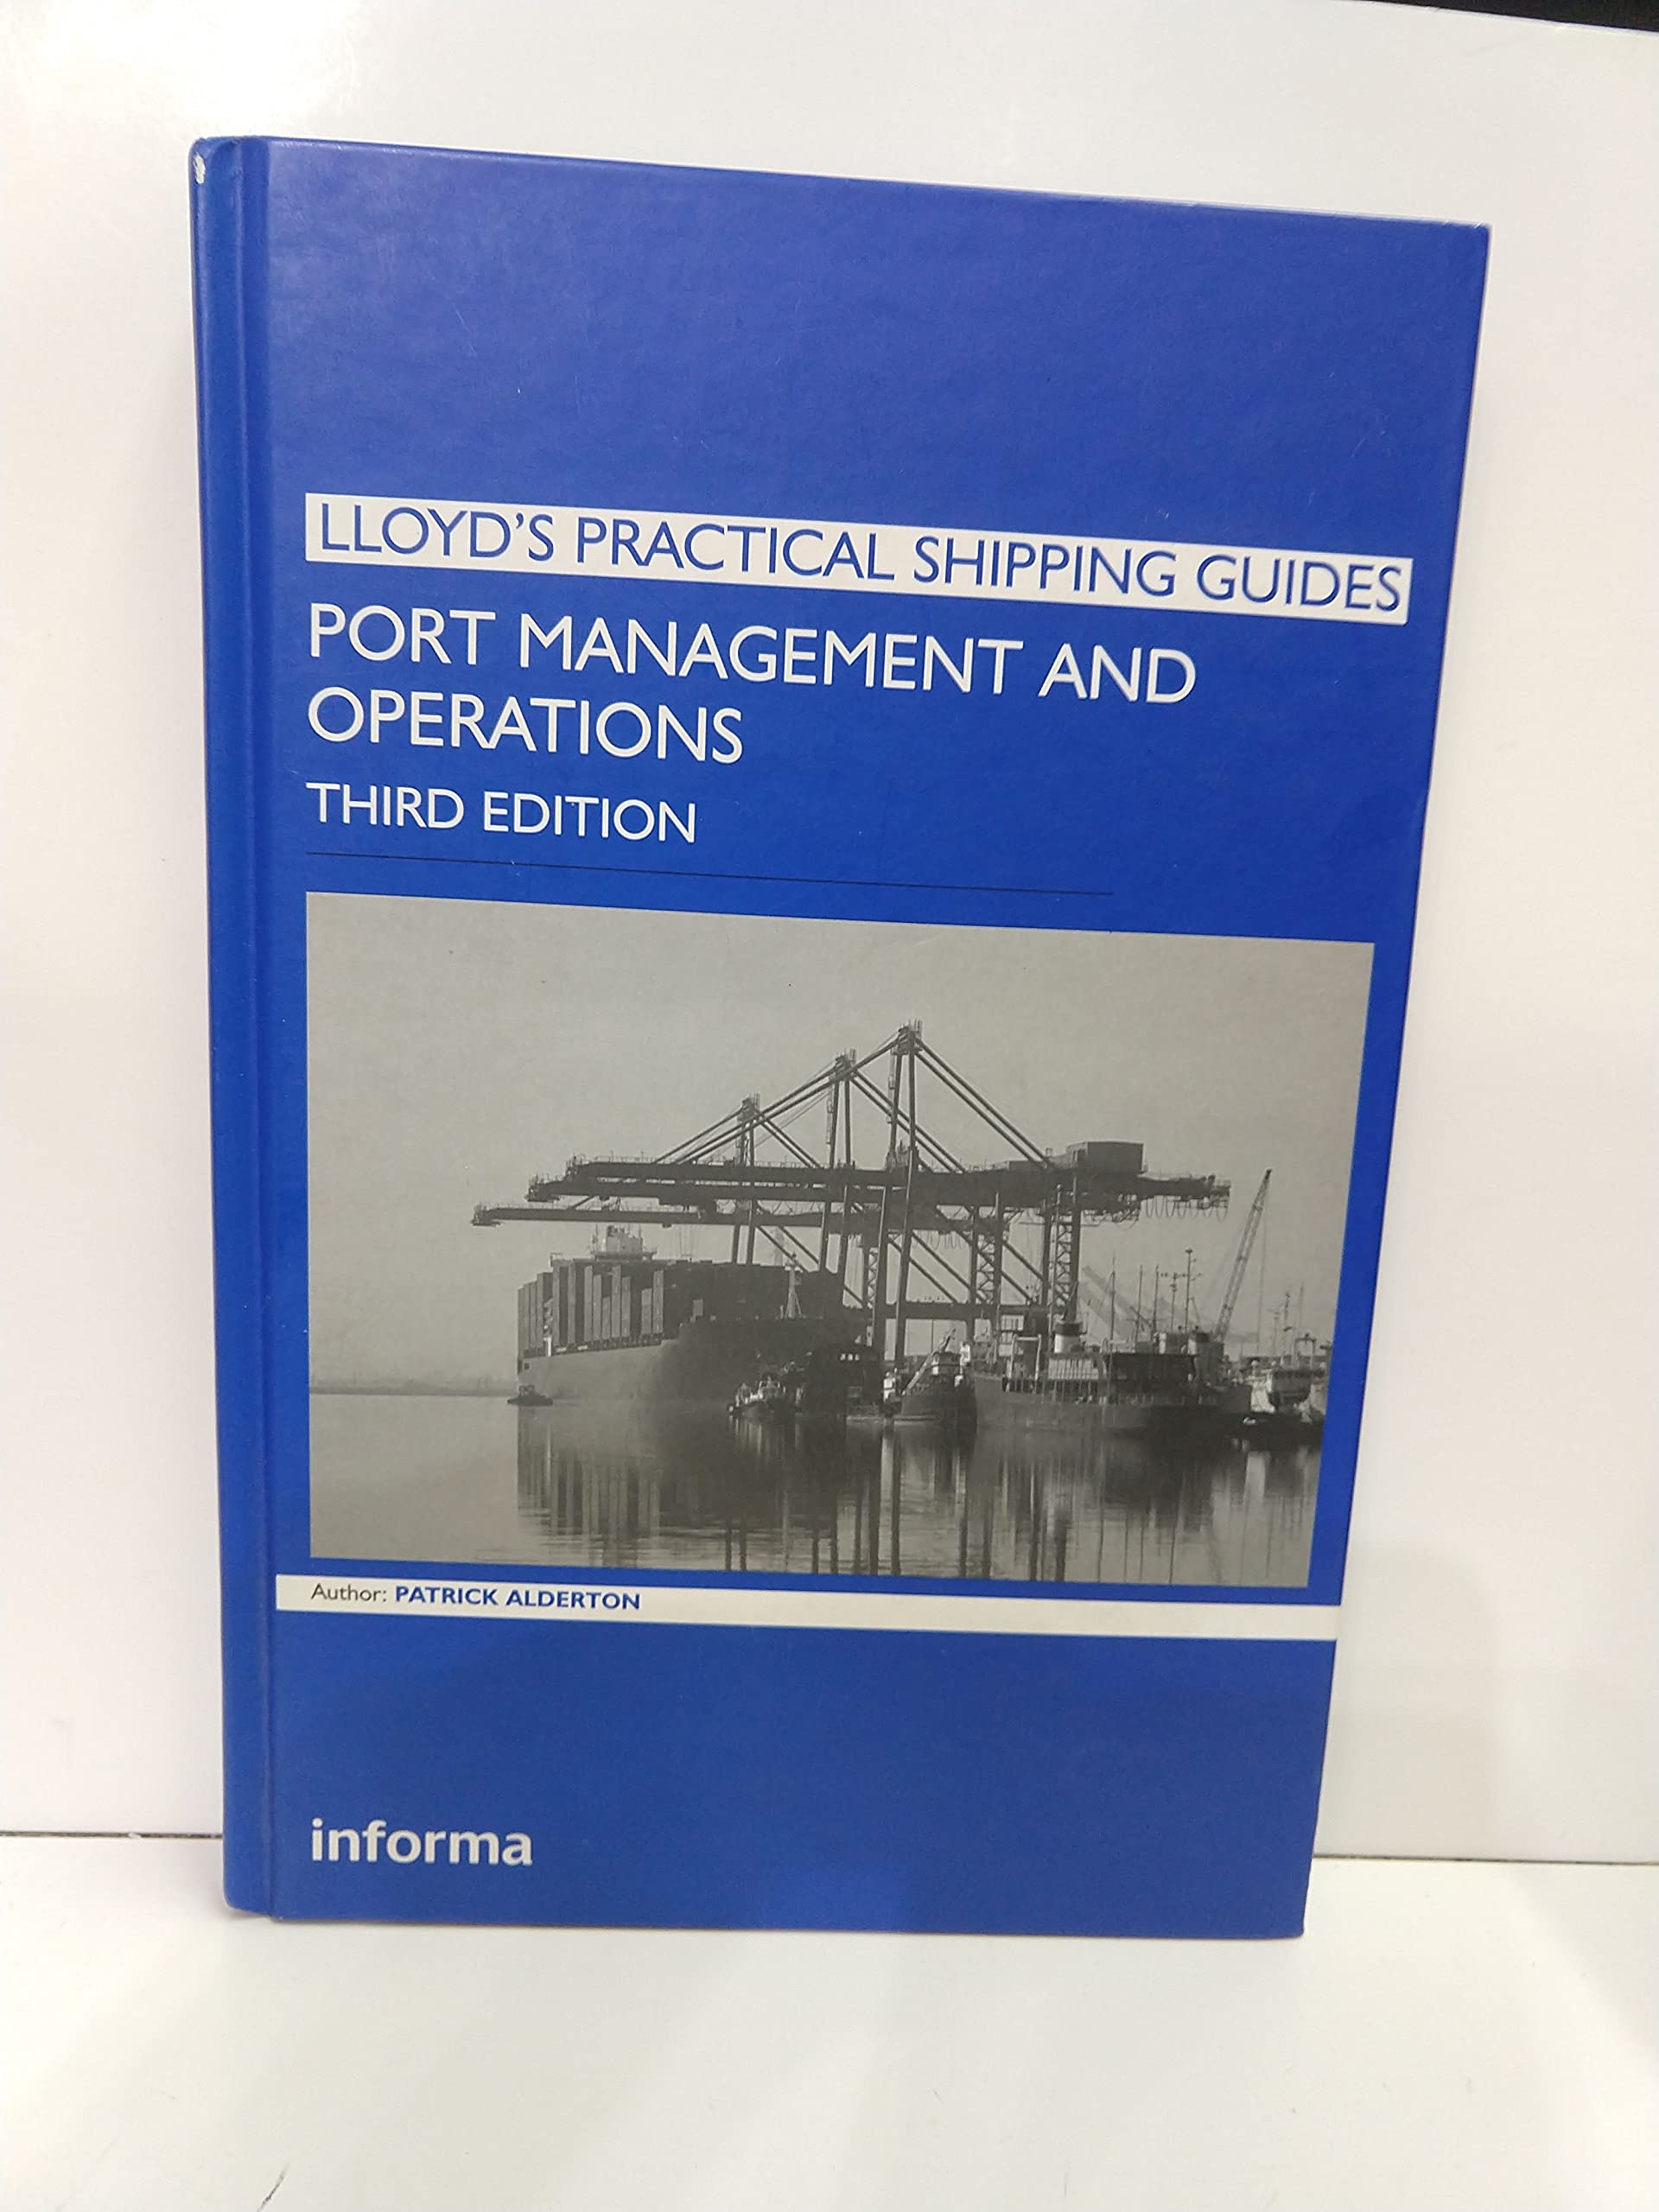 LLOYD'S PRACTICAL SHIPPING GUIDES
PORT MANAGEMENT AND
OPERATIONS
THIRD EDITION
Author: PATRICK ALDERTON
informa